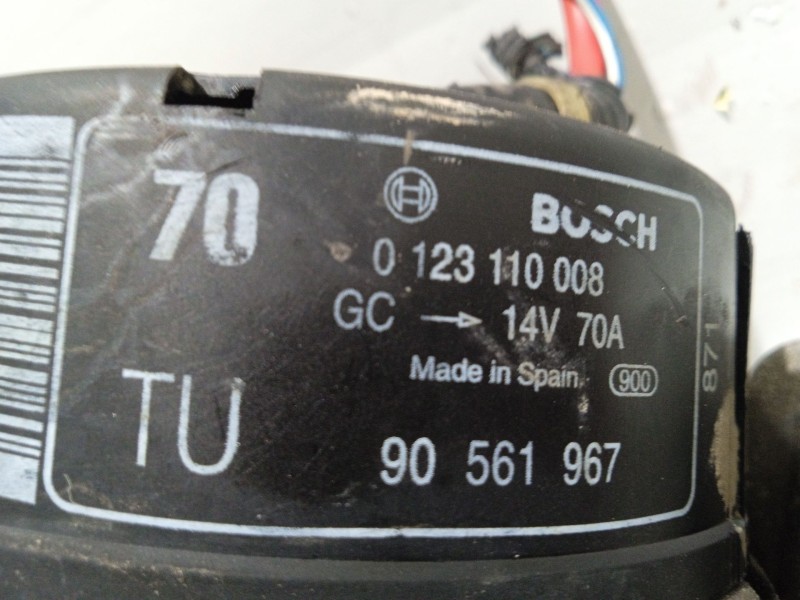 70
BOSCH
0 123 110 008
GC → 14V 70A
Made in Spain 900
TU
90 561 967
871